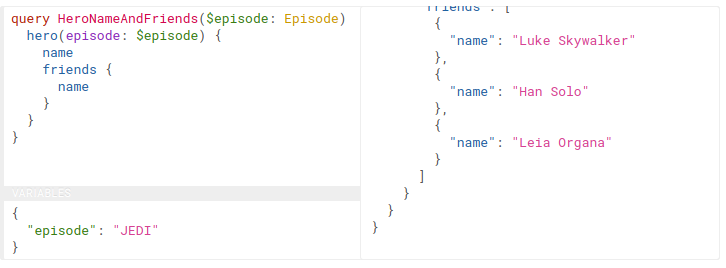 query HeroNameAndFriends($episode: Episode)
  hero(episode: $episode) {
    name
    friends {
      name
    }
  }
}
VARIABLES
{
  "episode": "JEDI"
}
"friends": [
  {
    "name": "Luke Skywalker"
  },
  {
    "name": "Han Solo"
  },
  {
    "name": "Leia Organa"
  }
]
}
}
}